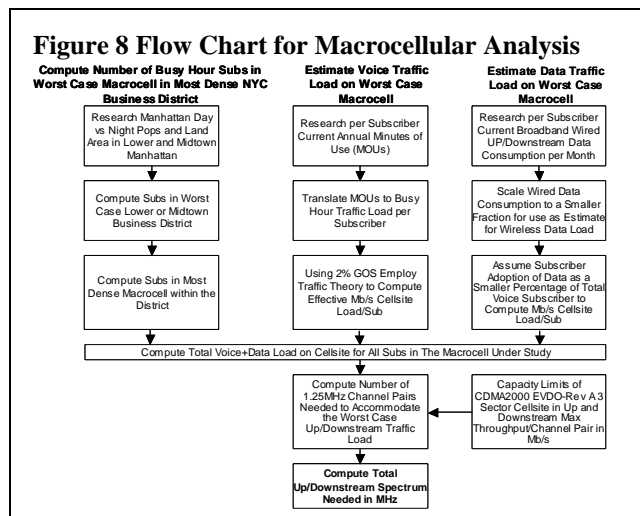 Figure 8 Flow Chart for Macrocellular Analysis
Compute Number of Busy Hour Subs in
Worst Case Macrocell in Most Dense NYC
Business District
Research Manhattan Day
vs Night Pops and Land
Area in Lower and Midtown
Manhattan
Compute Subs in Worst
Case Lower or Midtown
Business District
Compute Subs in Most
Dense Macrocell within the
District
Estimate Voice Traffic
Load on Worst Case
Macrocell
Research per Subscriber
Current Annual Minutes of
Use (MOUs)
Translate MOUs to Busy
Hour Traffic Load per
Subscriber
Using 2% GOS Employ
Traffic Theory to Compute
Effective Mb/s Cellsite
Load/Sub
Estimate Data Traffic
Load on Worst Case
Macrocell
Research per Subscriber
Current Broadband Wired
UP/Downstream Data
Consumption per Month
Scale Wired Data
Consumption to a Smaller
Fraction for use as Estimate
for Wireless Data Load
Assume Subscriber
Adoption of Data as a
Smaller Percentage of Total
Voice Subscriber to
Compute Mb/s Cellsite
Load/Sub
Compute Total Voice+Data Load on Cellsite for All Subs in The Macrocell Under Study
Compute Number of
1.25MHz Channel Pairs
Needed to Accommodate
the Worst Case
Up/Downstream Traffic
Load
Capacity Limits of
CDMA2000 EVDO-Rev A 3
Sector Cellsite in Up and
Downstream Max
Throughput/Channel Pair in
Mb/s
Compute Total
Up/Downstream Spectrum
Needed in MHz